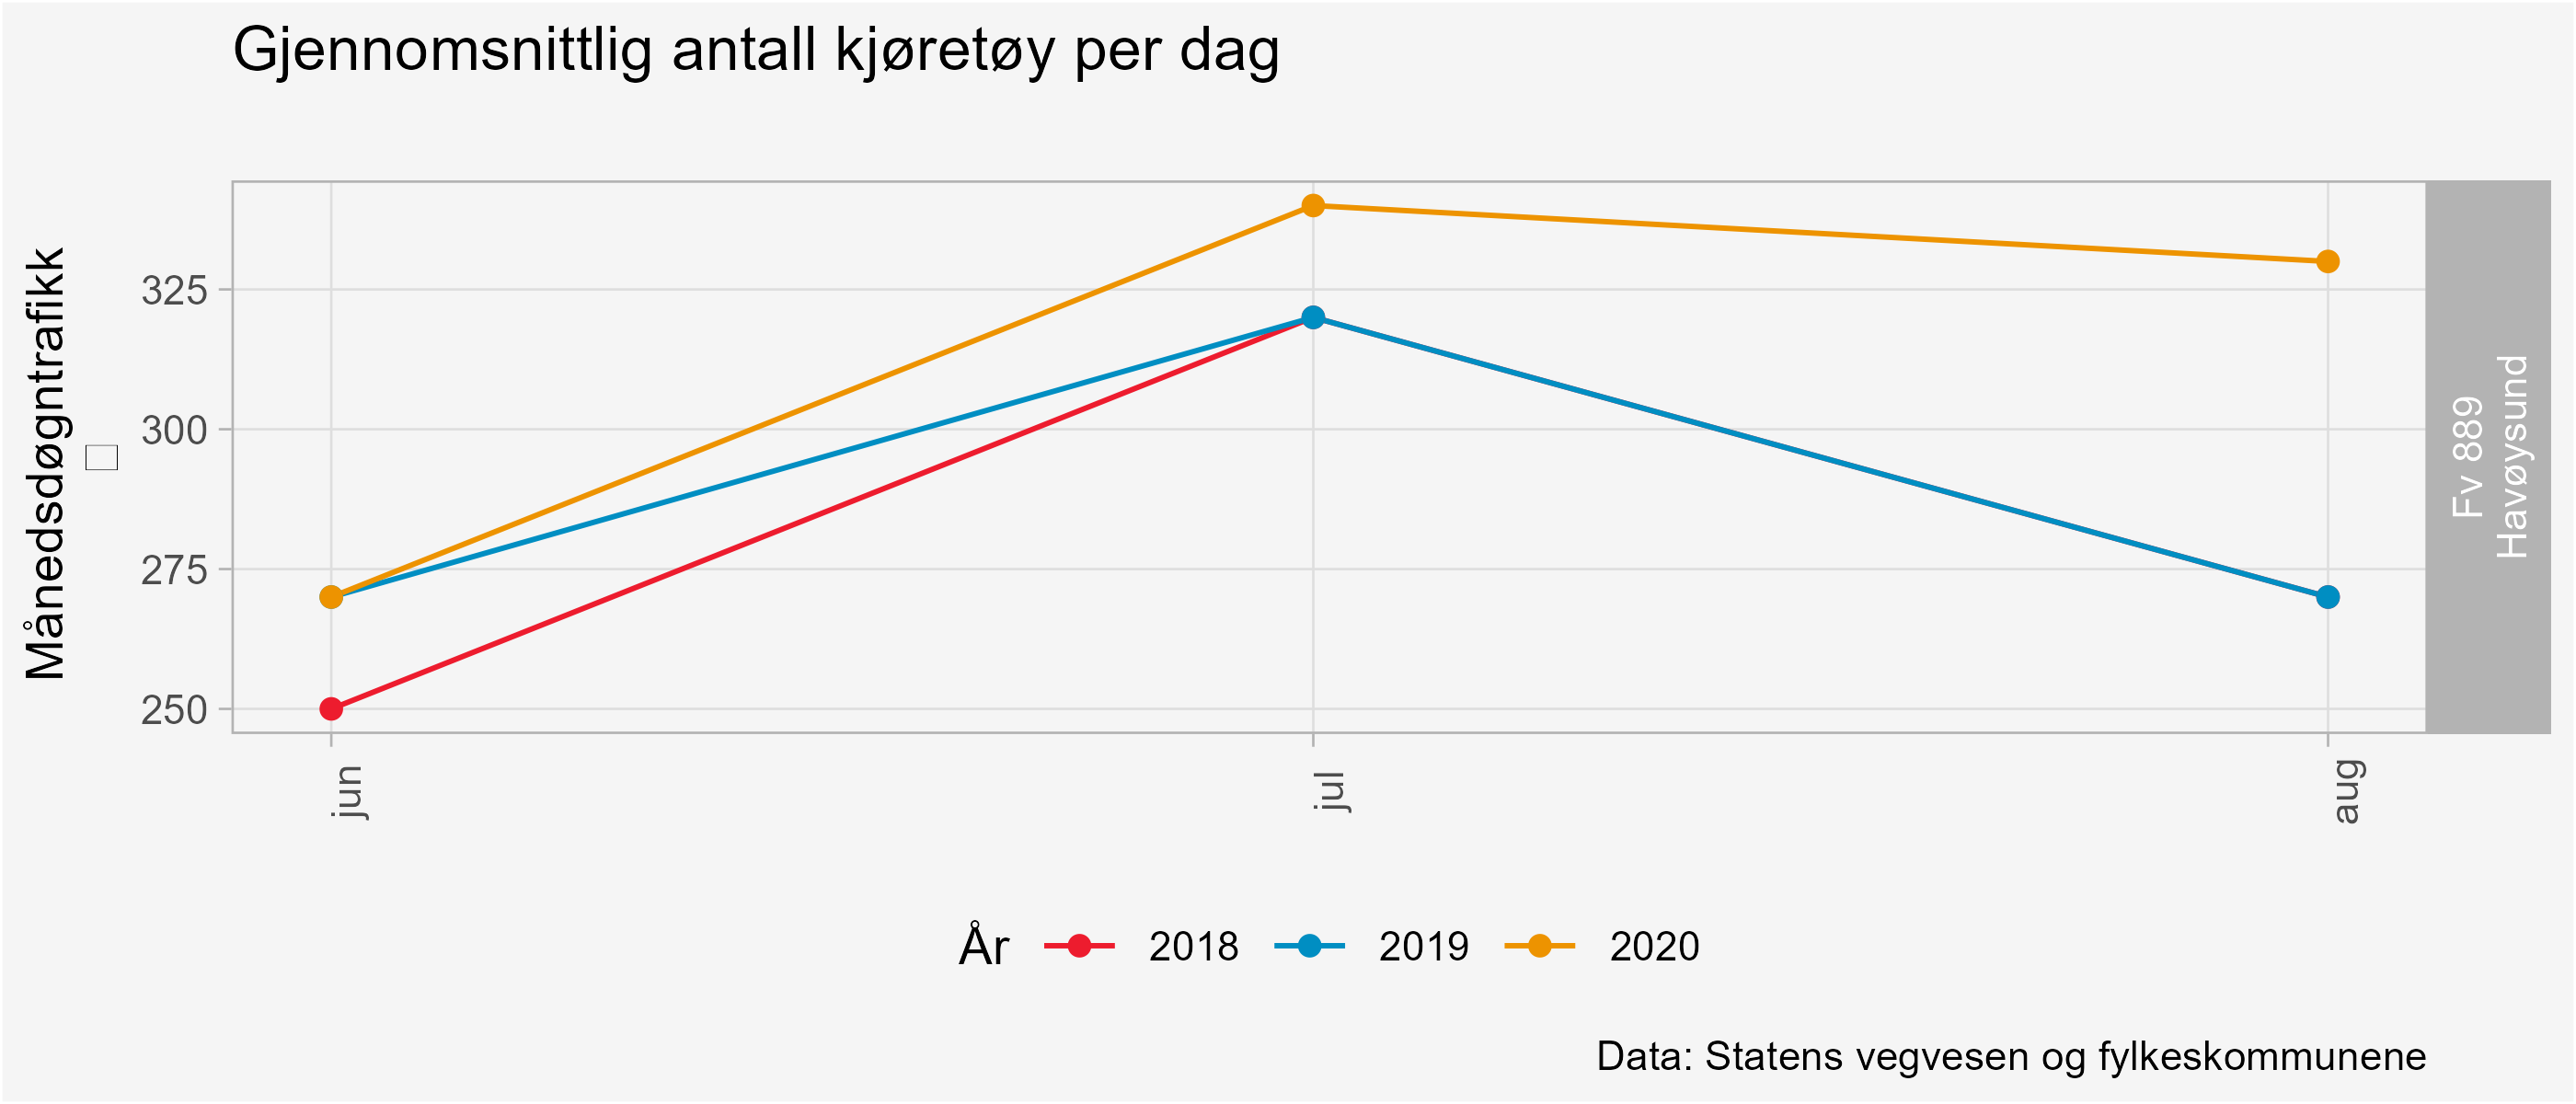 Gjennomsnittlig antall kjøretøy per dag
Månedsdøgntrafikk
325
300
275
250
jun
jul
aug
Fv 889
Havøysund
År
2018
2019
2020
Data: Statens vegvesen og fylkeskommunene